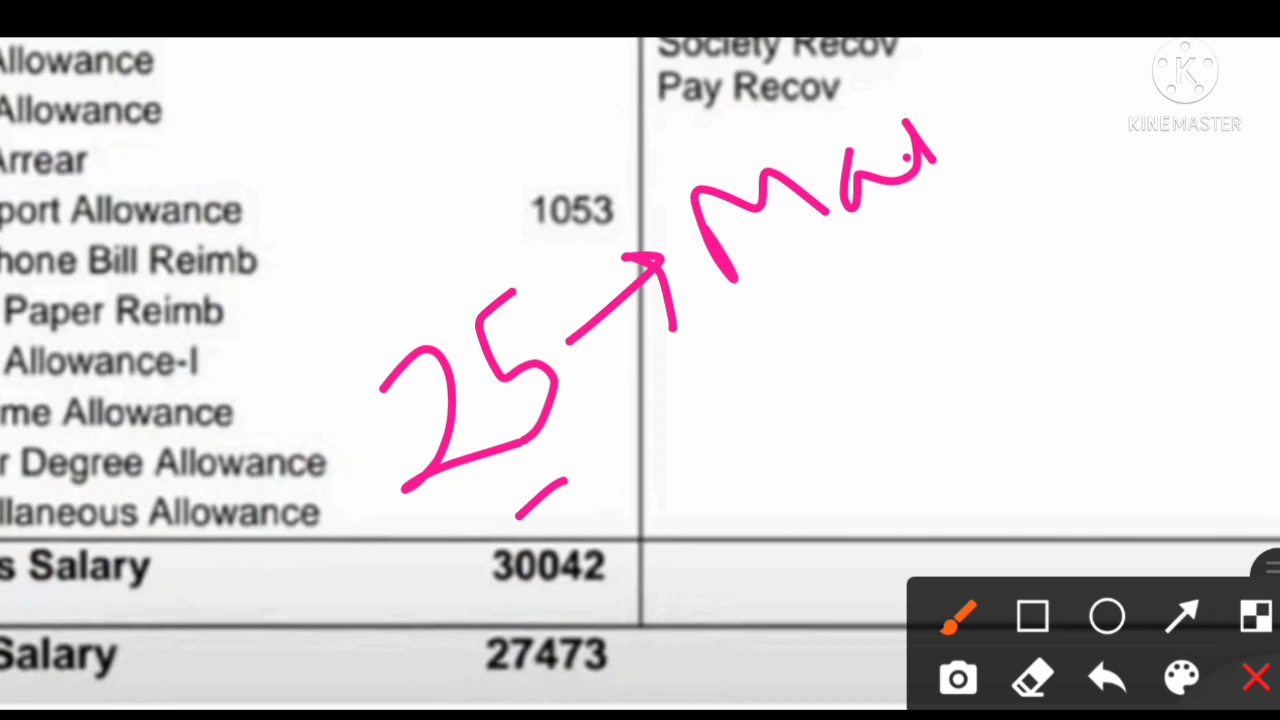 Allowance
Society Recov
Allowance
Pay Recov
Arrear
port Allowance 1053
hone Bill Reimb
Paper Reimb
Allowance-I
me Allowance
r Degree Allowance
llaneous Allowance
25
s Salary 30042
Salary 27473
KINEMASTER